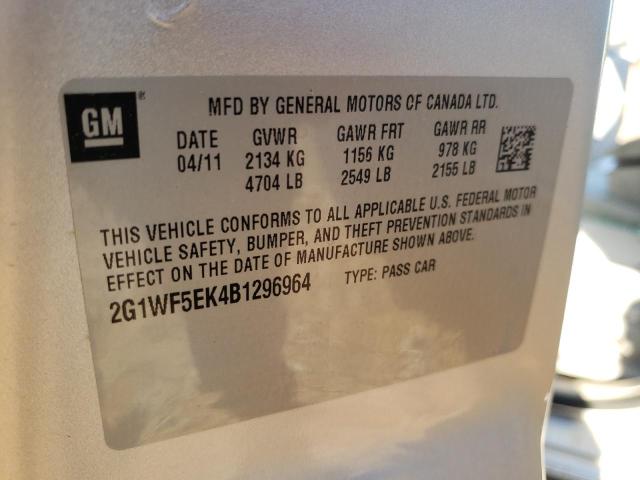 GM®
MFD BY GENERAL MOTORS OF CANADA LTD.
DATE GVWR GAWR FRT GAWR RR
04/11 2134 KG 1156 KG 978 KG
4704 LB 2549 LB 2155 LB
THIS VEHICLE CONFORMS TO ALL APPLICABLE U.S. FEDERAL MOTOR
VEHICLE SAFETY, BUMPER, AND THEFT PREVENTION STANDARDS IN
EFFECT ON THE DATE OF MANUFACTURE SHOWN ABOVE.
2G1WF5EK4B1296964 TYPE: PASS CAR